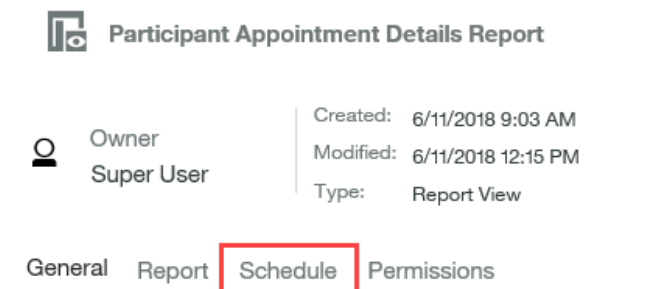 Participant Appointment Details Report
Owner
Super User
Created: 6/11/2018 9:03 AM
Modified: 6/11/2018 12:15 PM
Type: Report View
General Report Schedule Permissions